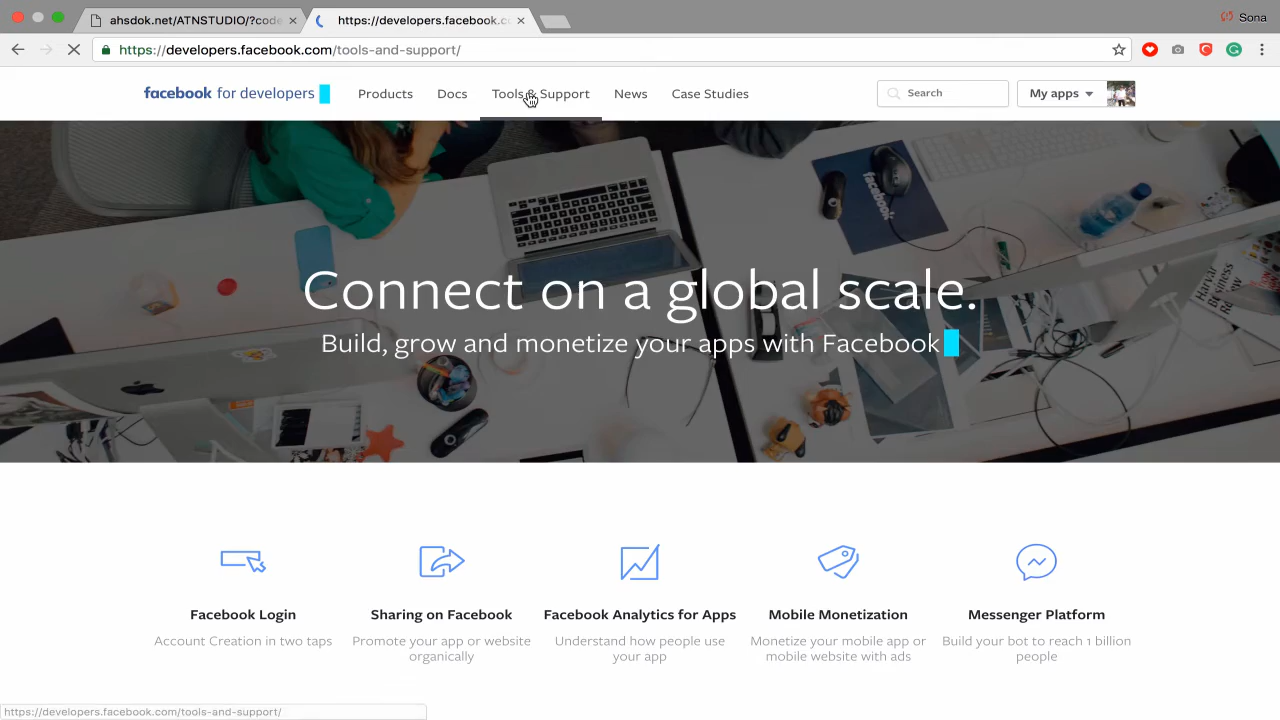 ahsdok.net/ATNSTUDIO/?code
https://developers.facebook.co
Sona
https://developers.facebook.com/tools-and-support/
facebook for developers
Products
Docs
Tools & Support
News
Case Studies
Search
My apps
facebook
Harvard
Business
Connect on a global scale.
Build, grow and monetize your apps with Facebook
Facebook Login
Account Creation in two taps
Sharing on Facebook
Promote your app or website
organically
Facebook Analytics for Apps
Understand how people use
your app
Mobile Monetization
Monetize your mobile app or
mobile website with ads
Messenger Platform
Build your bot to reach 1 billion
people
https://developers.facebook.com/tools-and-support/